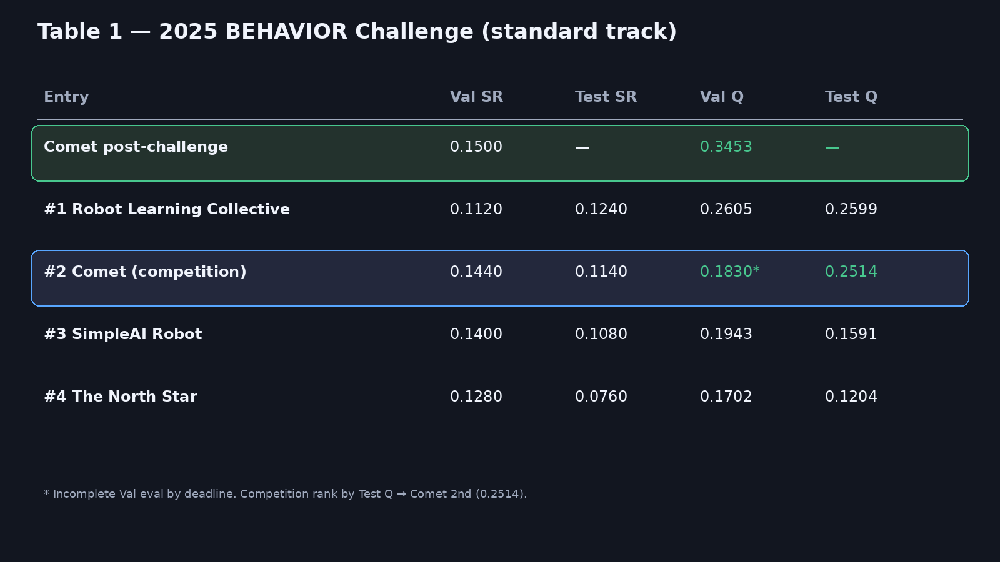 Table 1 — 2025 BEHAVIOR Challenge (standard track)
Entry Val SR Test SR Val Q Test Q
Comet post-challenge 0.1500 — 0.3453 —
#1 Robot Learning Collective 0.1120 0.1240 0.2605 0.2599
#2 Comet (competition) 0.1440 0.1140 0.1830* 0.2514
#3 SimpleAI Robot 0.1400 0.1080 0.1943 0.1591
#4 The North Star 0.1280 0.0760 0.1702 0.1204
* Incomplete Val eval by deadline. Competition rank by Test Q → Comet 2nd (0.2514).